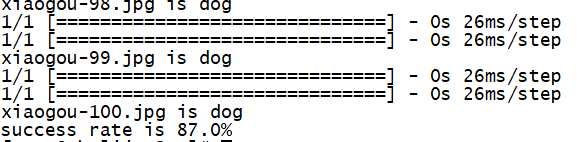 xiaogou-98.jpg is dog
1/1 [==============================] - 0s 26ms/step
1/1 [==============================] - 0s 26ms/step
xiaogou-99.jpg is dog
1/1 [==============================] - 0s 26ms/step
1/1 [==============================] - 0s 26ms/step
xiaogou-100.jpg is dog
success rate is 87.0%